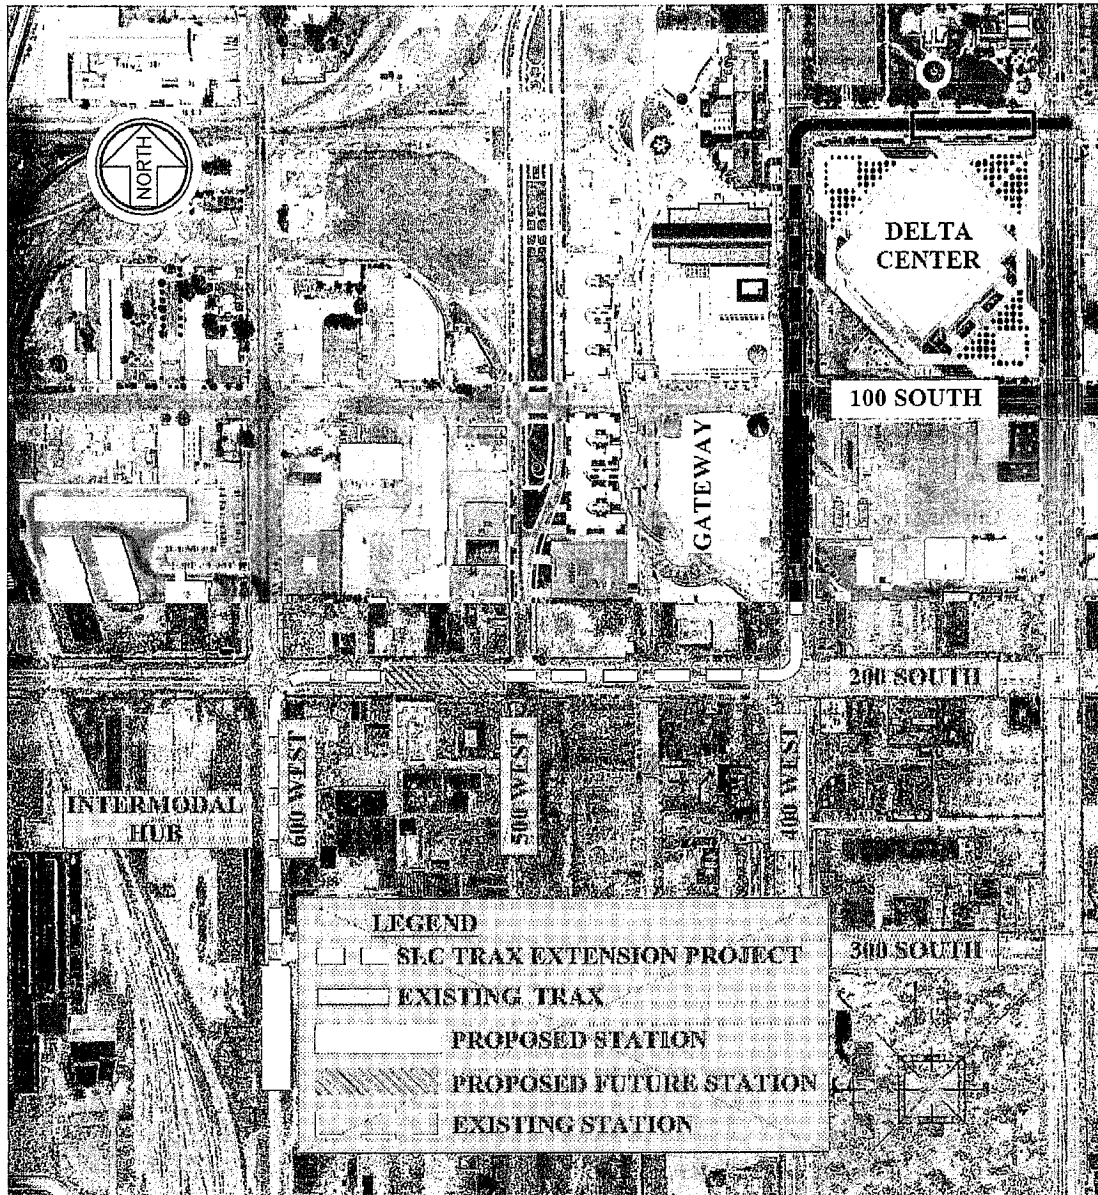 NORTH
DELTA
CENTER
100 SOUTH
GATEWAY
200 SOUTH
600 WEST
500 WEST
400 WEST
INTERMODAL
HUB
LEGEND
SLC TRAX EXTENSION PROJECT
EXISTING TRAX
PROPOSED STATION
PROPOSED FUTURE STATION
EXISTING STATION
300 SOUTH